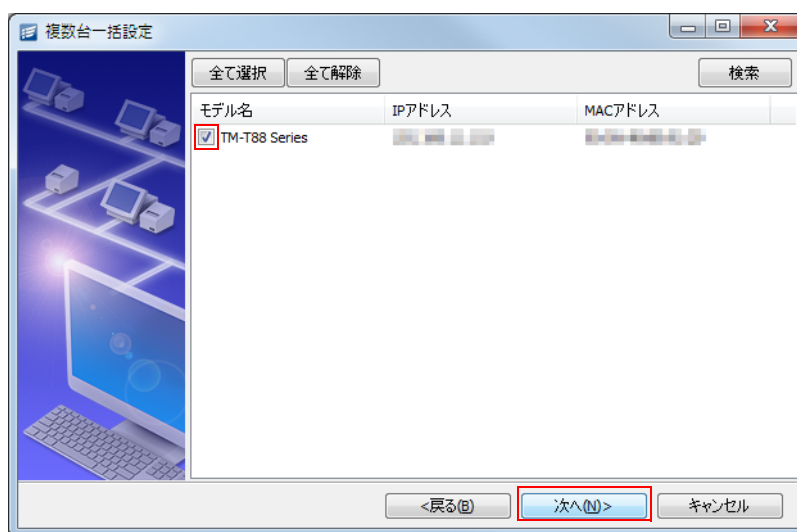 複数台一括設定
全て選択 全て解除 検索
モデル名 IPアドレス MACアドレス
TM-T88 Series
<戻る(B) 次へ(N)> キャンセル